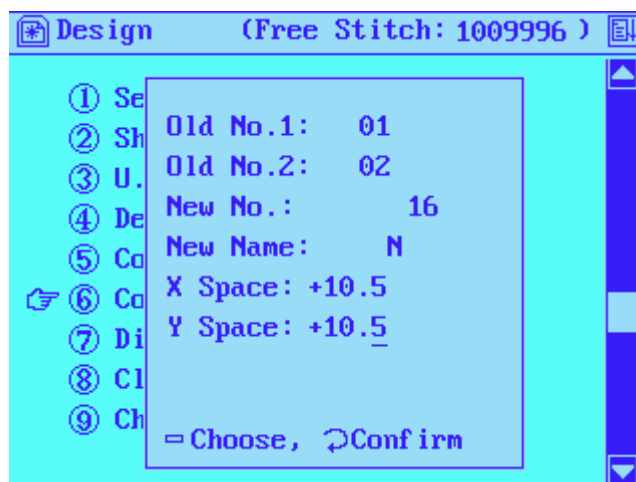 Design (Free Stitch: 1009996 )
① Se
② Sh
③ U.
④ De
⑤ Co
⑥ Co
⑦ Di
⑧ Cl
⑨ Ch
Old No.1: 01
Old No.2: 02
New No.: 16
New Name: N
X Space: +10.5
Y Space: +10.5
Choose, Confirm